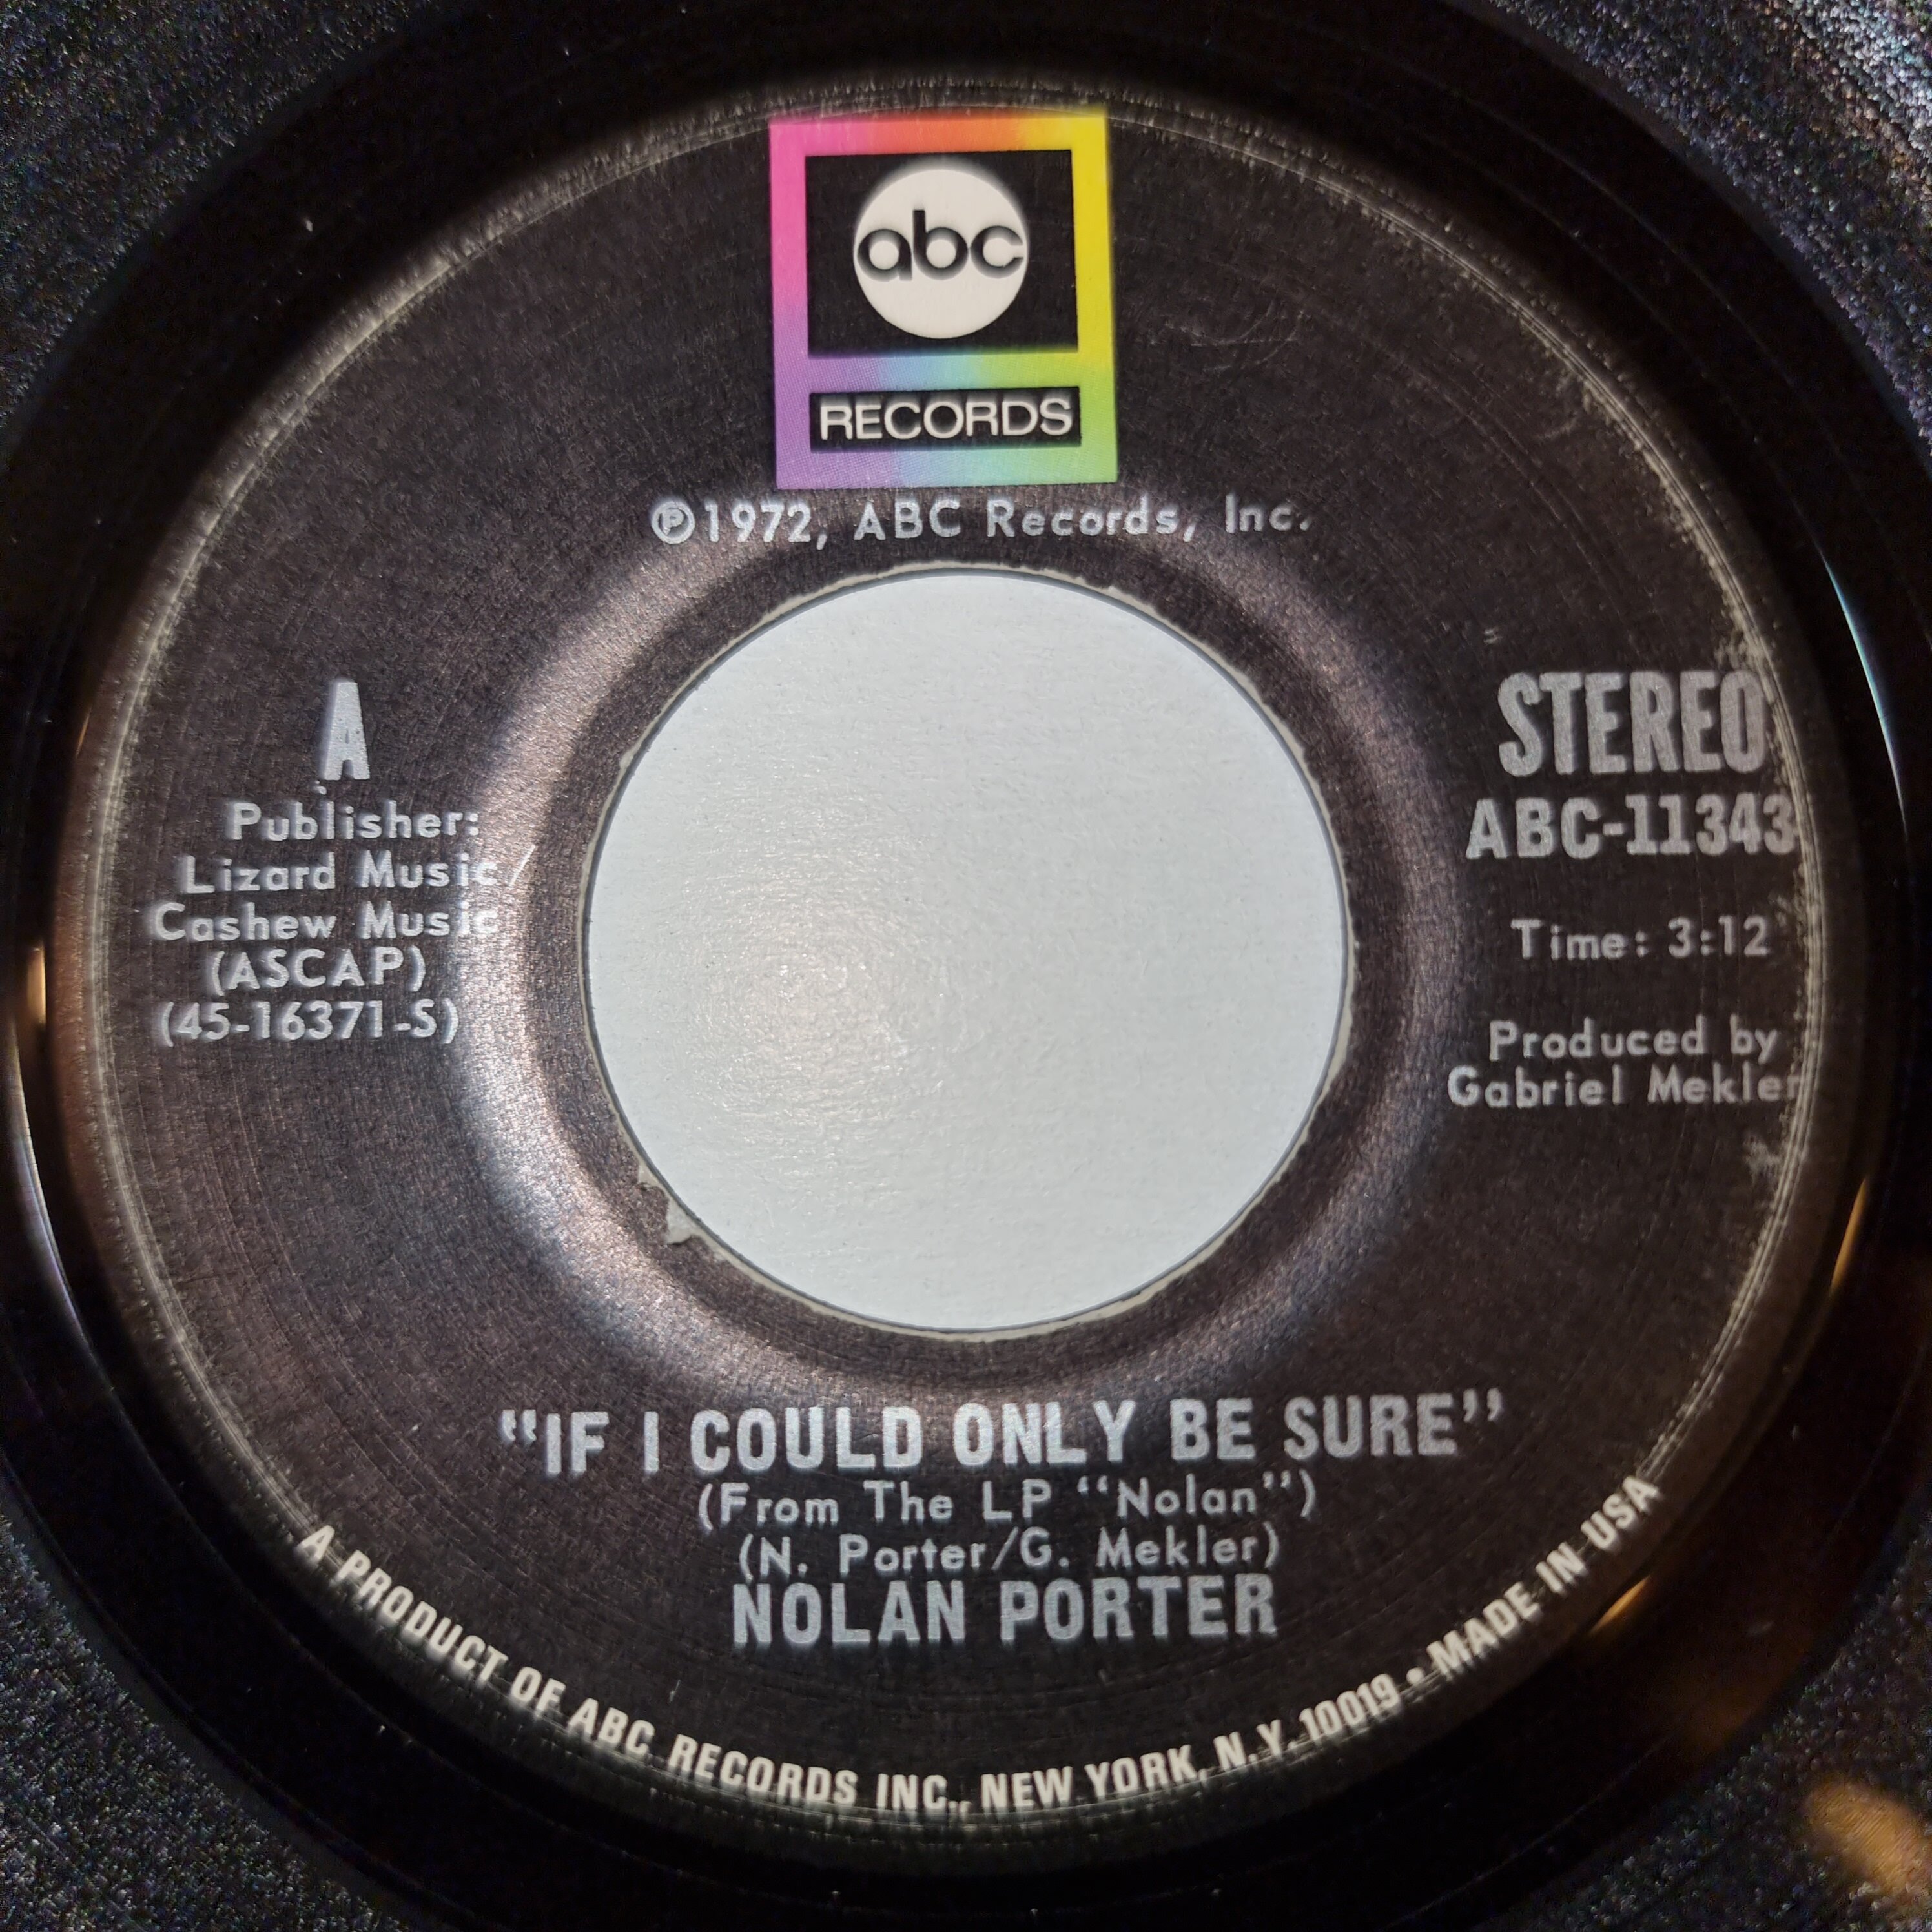 abc
RECORDS
℗1972, ABC Records, Inc.
A
Publisher:
Lizard Music/
Cashew Music
(ASCAP)
(45-16371-S)
STEREO
ABC-11343
Time: 3:12
Produced by
Gabriel Mekler
"IF I COULD ONLY BE SURE"
(From The LP "Nolan")
(N. Porter/G. Mekler)
NOLAN PORTER
A PRODUCT OF ABC RECORDS INC., NEW YORK, N.Y. 10019 • MADE IN USA